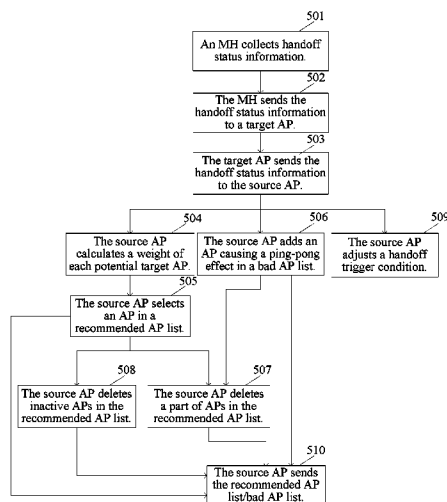 501
An MH collects handoff
status information.
502
The MH sends the
handoff status information
to a target AP.
503
The target AP sends the
handoff status information
to the source AP.
504
The source AP
calculates a weight of
each potential target AP.
506
The source AP adds an
AP causing a ping-pong
effect in a bad AP list.
509
The source AP
adjusts a handoff
trigger condition.
505
The source AP selects
an AP in a
recommended AP list.
508
The source AP deletes
inactive APs in the
recommended AP list.
507
The source AP deletes
a part of APs in the
recommended AP list.
510
The source AP sends
the recommended AP
list/bad AP list.